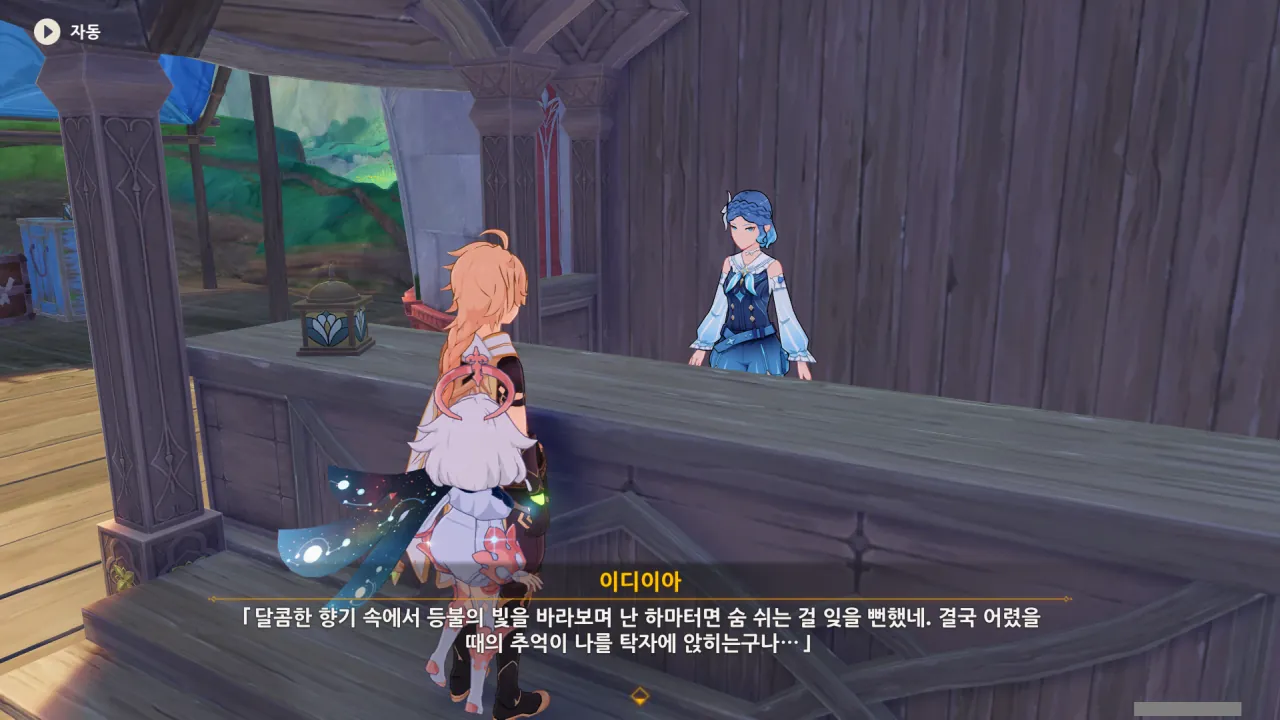 자동
이디이아
「달콤한 향기 속에서 등불의 빛을 바라보며 난 하마터면 숨 쉬는 걸 잊을 뻔했네. 결국 어렸을
때의 추억이 나를 탁자에 앉히는구나…」